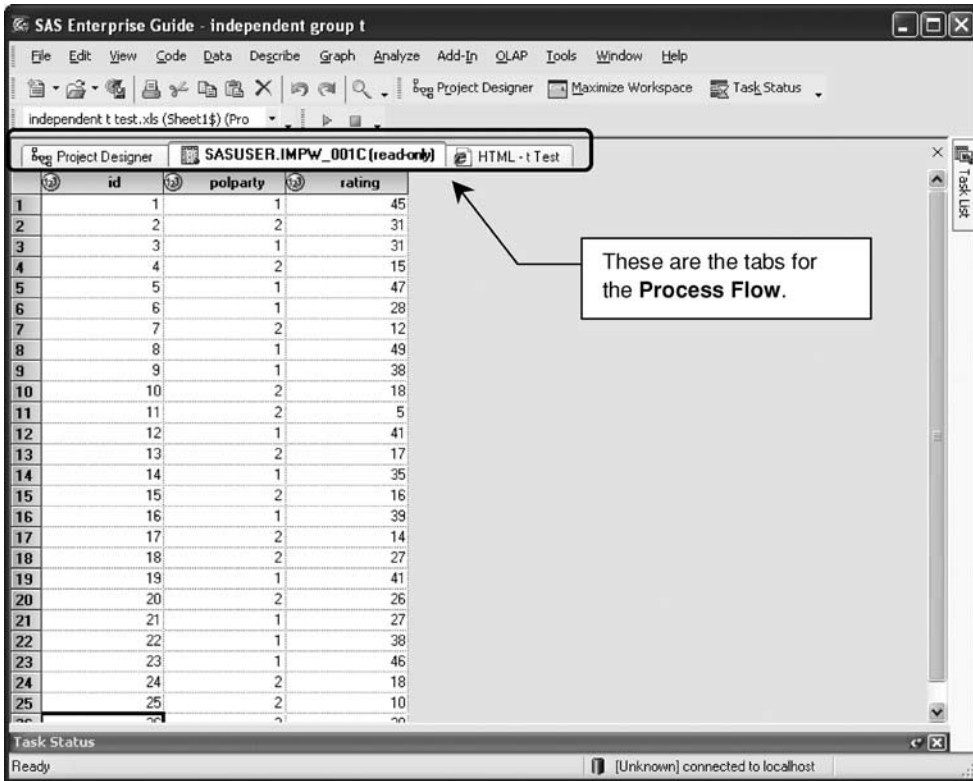 SAS Enterprise Guide - independent group t
File Edit View Code Data Describe Graph Analyze Add-In OLAP Tools Window Help
Project Designer Maximize Workspace Task Status
independent t test.xls (Sheet1$) (Pro
Project Designer SASUSER.IMPW_001C (read-only) HTML - t Test
Task List
id polparty rating
1 1 1 45
2 2 2 31
3 3 1 31
4 4 2 15
5 5 1 47
6 6 1 28
7 7 2 12
8 8 1 49
9 9 1 38
10 10 2 18
11 11 2 5
12 12 1 41
13 13 2 17
14 14 1 35
15 15 2 16
16 16 1 39
17 17 2 14
18 18 2 27
19 19 1 41
20 20 2 26
21 21 1 27
22 22 1 38
23 23 1 46
24 24 2 18
25 25 2 10
These are the tabs for
the Process Flow.
Task Status
Ready [Unknown] connected to localhost